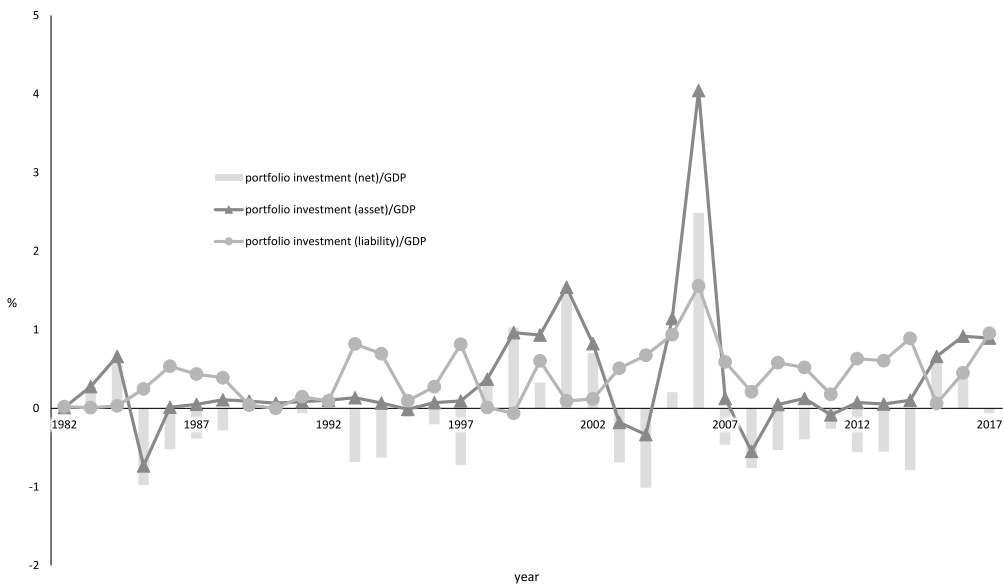 5
4
3
portfolio investment (net)/GDP
portfolio investment (asset)/GDP
portfolio investment (liability)/GDP
2
%
1
0
1982 1987 1992 1997 2002 2007 2012 2017
-1
-2
year